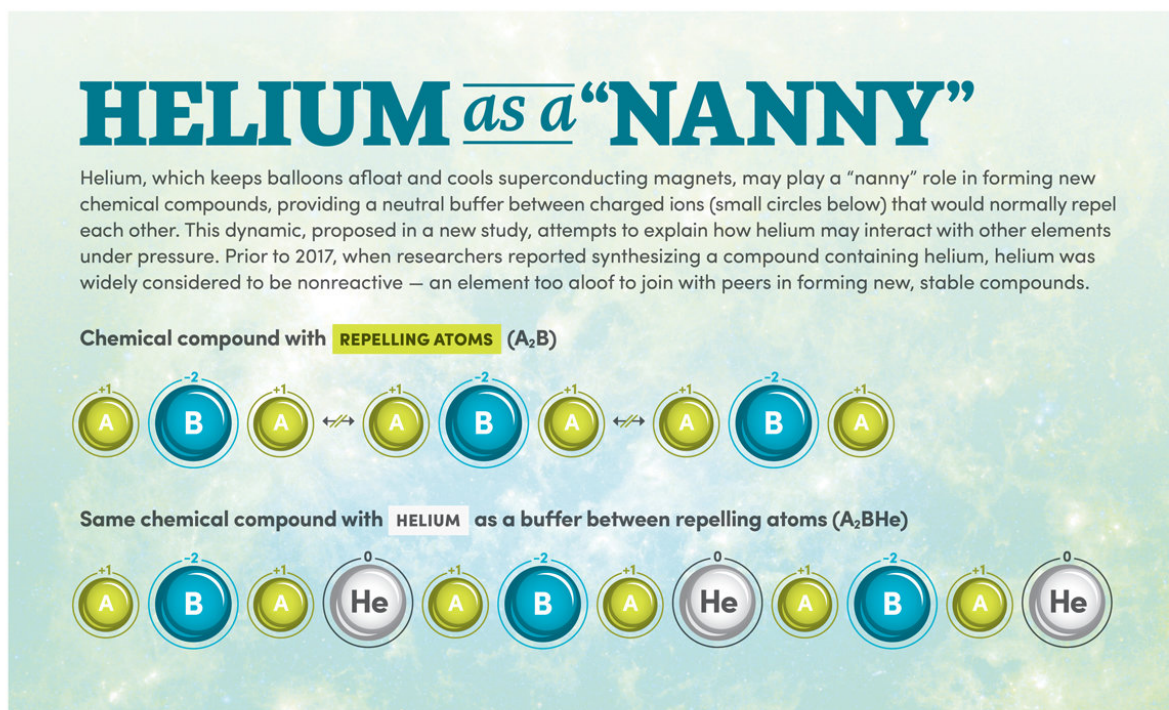 HELIUM as a “NANNY”
Helium, which keeps balloons afloat and cools superconducting magnets, may play a “nanny” role in forming new
chemical compounds, providing a neutral buffer between charged ions (small circles below) that would normally repel
each other. This dynamic, proposed in a new study, attempts to explain how helium may interact with other elements
under pressure. Prior to 2017, when researchers reported synthesizing a compound containing helium, helium was
widely considered to be nonreactive — an element too aloof to join with peers in forming new, stable compounds.
Chemical compound with REPELLING ATOMS (A₂B)
+1 -2 +1 +1 -2 +1 +1 -2 +1
A B A A B A A B A
Same chemical compound with HELIUM as a buffer between repelling atoms (A₂BHe)
+1 -2 +1 0 +1 -2 +1 0 +1 -2 +1 0
A B A He A B A He A B A He